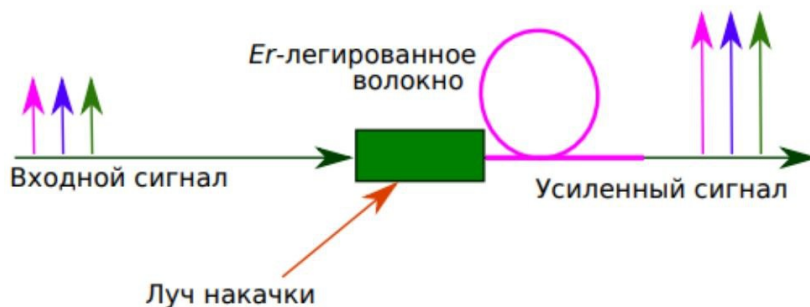 Er-легированное
волокно
Входной сигнал
Усиленный сигнал
Луч накачки